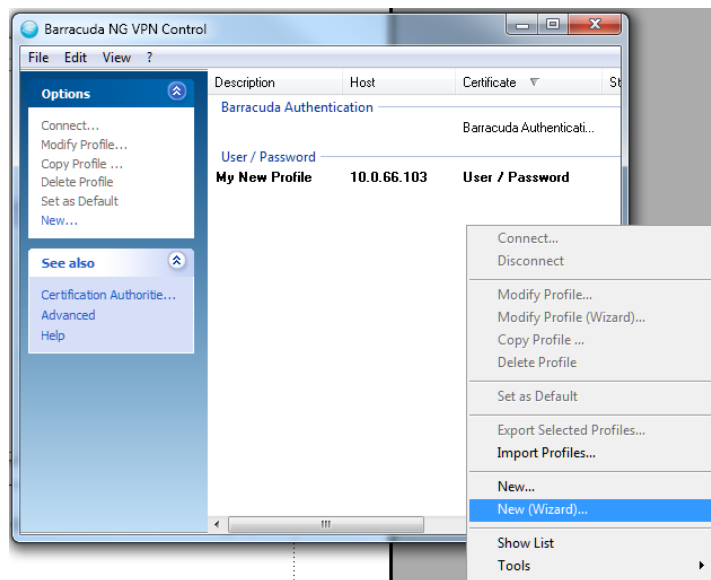 Barracuda NG VPN Control
File Edit View ?
Options
Connect...
Modify Profile...
Copy Profile ...
Delete Profile
Set as Default
New...
See also
Certification Authoritie...
Advanced
Help
Description Host Certificate St
Barracuda Authentication
Barracuda Authenticati...
User / Password
My New Profile 10.0.66.103 User / Password
Connect...
Disconnect
Modify Profile...
Modify Profile (Wizard)...
Copy Profile ...
Delete Profile
Set as Default
Export Selected Profiles...
Import Profiles...
New...
New (Wizard)...
Show List
Tools